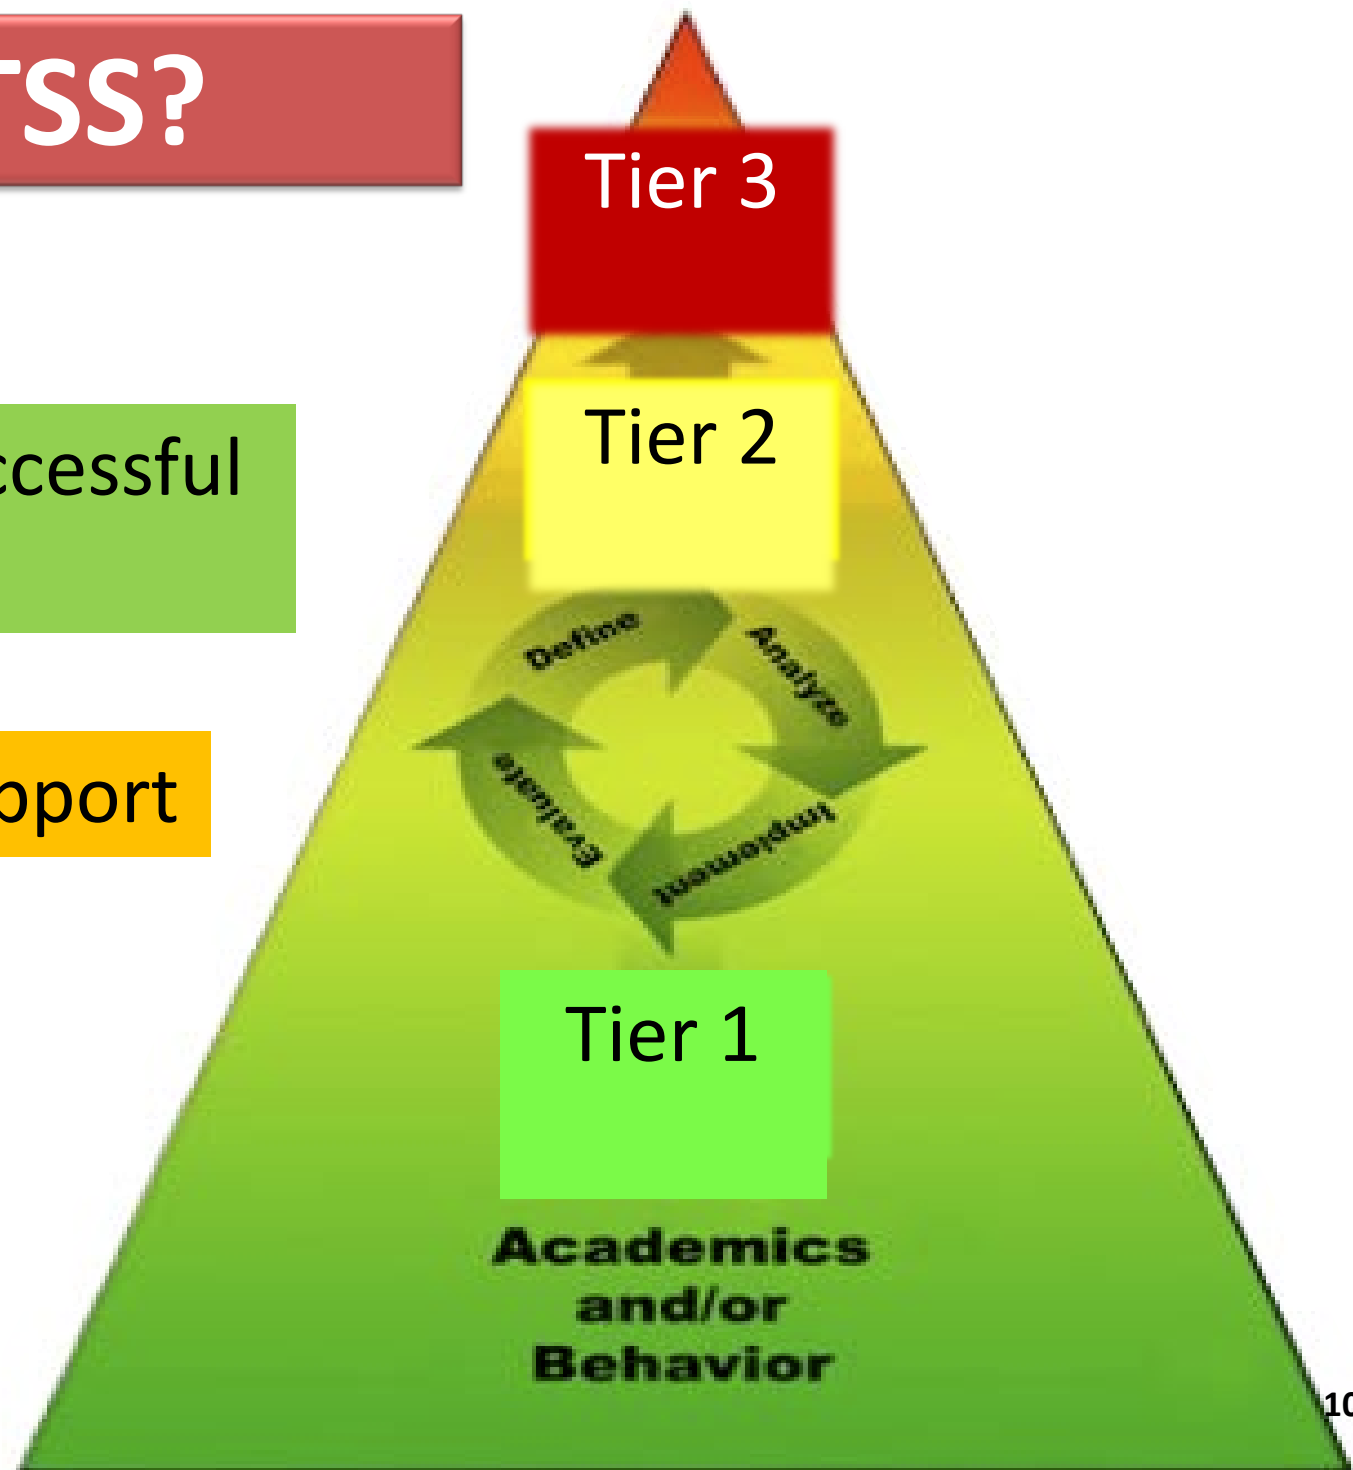 TSS?
Tier 3
ccessful
Tier 2
Define
Analyze
pport
Evaluate
Implement
Tier 1
Academics
and/or
Behavior
10